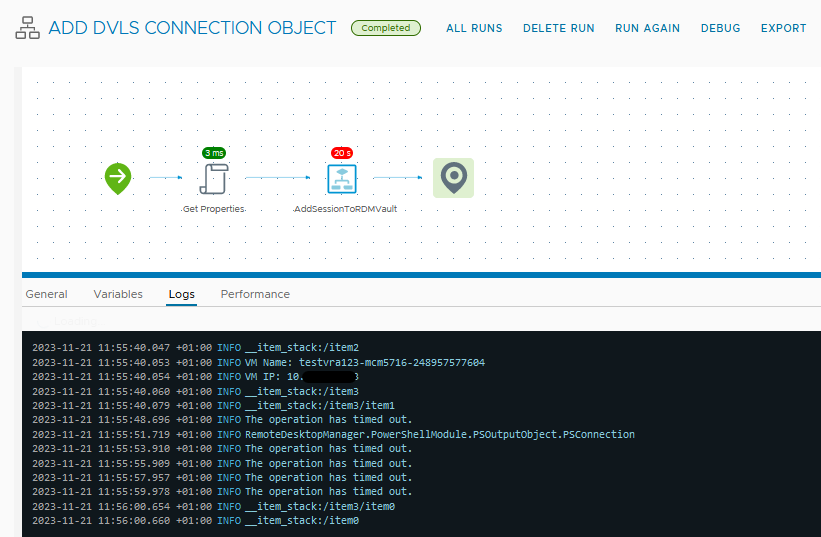 ADD DVLS CONNECTION OBJECT Completed ALL RUNS DELETE RUN RUN AGAIN DEBUG EXPORT
3 ms 20 s
Get Properties AddSessionToRDMVault
General Variables Logs Performance
2023-11-21 11:55:40.047 +01:00 INFO __item_stack:/item2
2023-11-21 11:55:40.053 +01:00 INFO VM Name: testvra123-mcm5716-248957577604
2023-11-21 11:55:40.054 +01:00 INFO VM IP: 10. 3
2023-11-21 11:55:40.060 +01:00 INFO __item_stack:/item3
2023-11-21 11:55:40.079 +01:00 INFO __item_stack:/item3/item1
2023-11-21 11:55:48.696 +01:00 INFO The operation has timed out.
2023-11-21 11:55:51.719 +01:00 INFO RemoteDesktopManager.PowerShellModule.PSOutputObject.PSConnection
2023-11-21 11:55:53.910 +01:00 INFO The operation has timed out.
2023-11-21 11:55:55.909 +01:00 INFO The operation has timed out.
2023-11-21 11:55:57.957 +01:00 INFO The operation has timed out.
2023-11-21 11:55:59.978 +01:00 INFO The operation has timed out.
2023-11-21 11:56:00.654 +01:00 INFO __item_stack:/item3/item0
2023-11-21 11:56:00.660 +01:00 INFO __item_stack:/item0